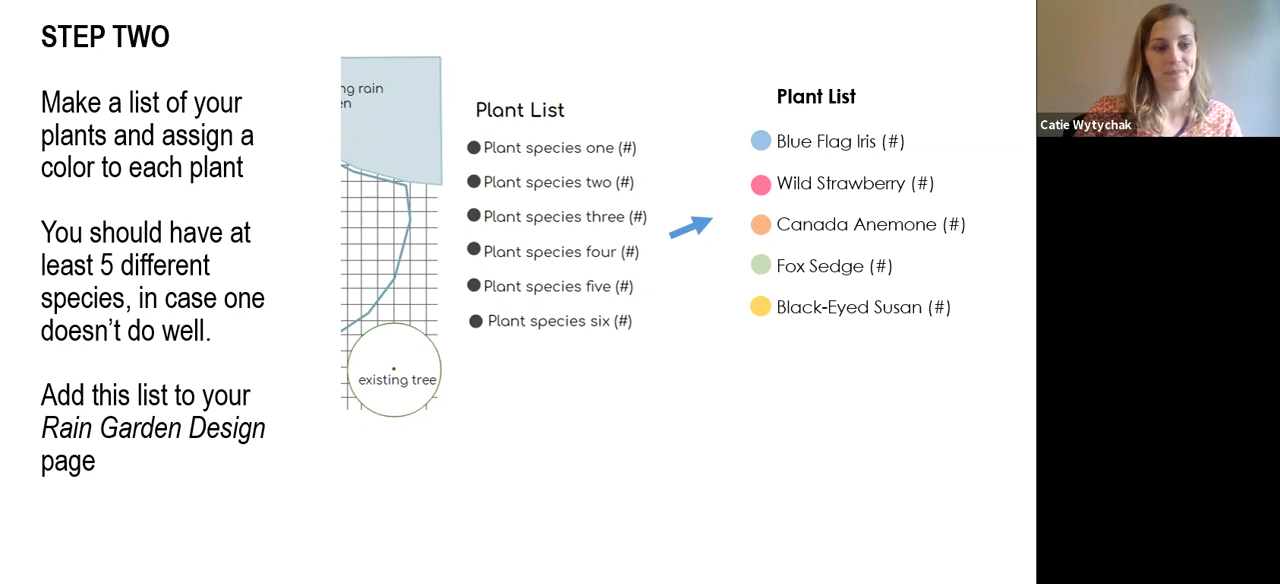 STEP TWO
Make a list of your
plants and assign a
color to each plant
You should have at
least 5 different
species, in case one
doesn't do well.
Add this list to your
Rain Garden Design
page
ng rain
en
existing tree
Plant List
Plant species one (#)
Plant species two (#)
Plant species three (#)
Plant species four (#)
Plant species five (#)
Plant species six (#)
Plant List
Blue Flag Iris (#)
Wild Strawberry (#)
Canada Anemone (#)
Fox Sedge (#)
Black-Eyed Susan (#)
Catie Wytychak